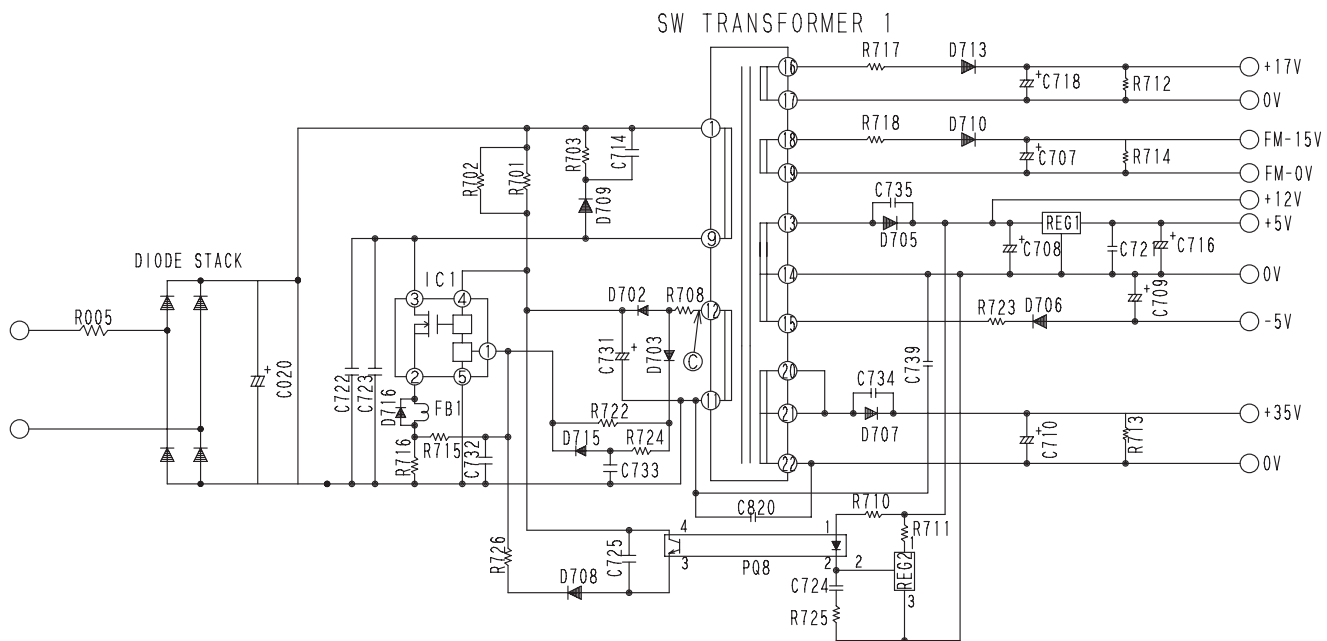 SW TRANSFORMER 1
16
R717
D713
+17V
+
C718
R712
17
0V
1
18
R718
D710
FM-15V
R703
C714
+
C707
R714
R702
R701
19
FM-0V
C735
+12V
D709
13
D705
REG1
+5V
9
+
C708
C721
+
C716
DIODE STACK
IC1
14
0V
3
4
D702
R708
12
+
C709
R723
D706
R005
15
-5V
C731
+
D703
C
C739
1
+
C020
C722
C723
2
5
20
D716
FB1
11
C734
R722
21
D707
+35V
R715
D715
R724
+
C710
R713
R716
C732
C733
22
0V
C820
R710
R711
4
1
1
R726
C725
3
PQ8
2
2
REG2
D708
C724
3
R725